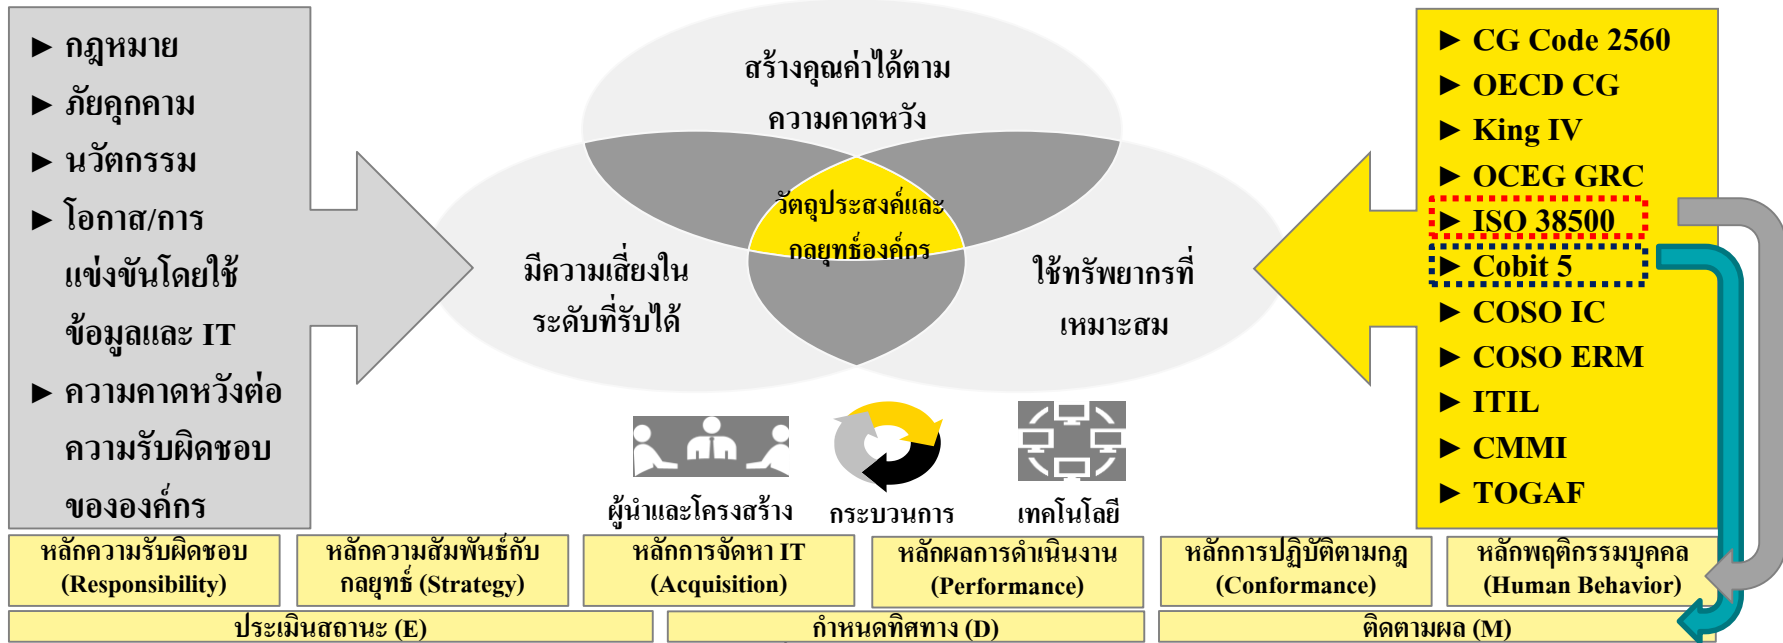 ► กฎหมาย
► ภัยคุกคาม
► นวัตกรรม
► โอกาส/การ
แข่งขันโดยใช้
ข้อมูลและ IT
► ความคาดหวังต่อ
ความรับผิดชอบ
ขององค์กร
สร้างคุณค่าได้ตาม
ความคาดหวัง
วัตถุประสงค์และ
กลยุทธ์องค์กร
มีความเสี่ยงใน
ระดับที่รับได้
ใช้ทรัพยากรที่
เหมาะสม
ผู้นำและโครงสร้าง
กระบวนการ
เทคโนโลยี
► CG Code 2560
► OECD CG
► King IV
► OCEG GRC
► ISO 38500
► Cobit 5
► COSO IC
► COSO ERM
► ITIL
► CMMI
► TOGAF
หลักความรับผิดชอบ
(Responsibility)
หลักความสัมพันธ์กับ
กลยุทธ์ (Strategy)
หลักการจัดหา IT
(Acquisition)
หลักผลการดำเนินงาน
(Performance)
หลักการปฏิบัติตามกฎ
(Conformance)
หลักพฤติกรรมบุคคล
(Human Behavior)
ประเมินสถานะ (E)
กำหนดทิศทาง (D)
ติดตามผล (M)